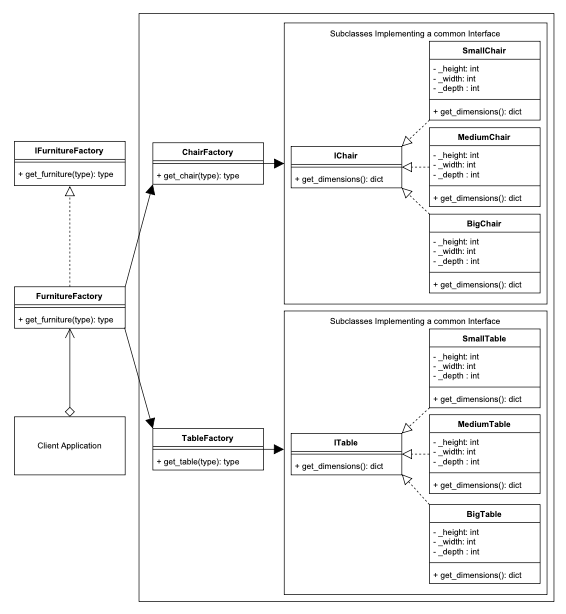 Subclasses Implementing a common Interface
SmallChair
- _height: int
- _width: int
- _depth : int
+ get_dimensions(): dict
MediumChair
- _height: int
- _width: int
- _depth : int
+ get_dimensions(): dict
BigChair
- _height: int
- _width: int
- _depth : int
+ get_dimensions(): dict
IFurnitureFactory
+ get_furniture(type): type
ChairFactory
+ get_chair(type): type
IChair
+ get_dimensions(): dict
FurnitureFactory
+ get_furniture(type): type
Client Application
Subclasses Implementing a common Interface
SmallTable
- _height: int
- _width: int
- _depth : int
+ get_dimensions(): dict
TableFactory
+ get_table(type): type
ITable
+ get_dimensions(): dict
MediumTable
- _height: int
- _width: int
- _depth : int
+ get_dimensions(): dict
BigTable
- _height: int
- _width: int
- _depth : int
+ get_dimensions(): dict